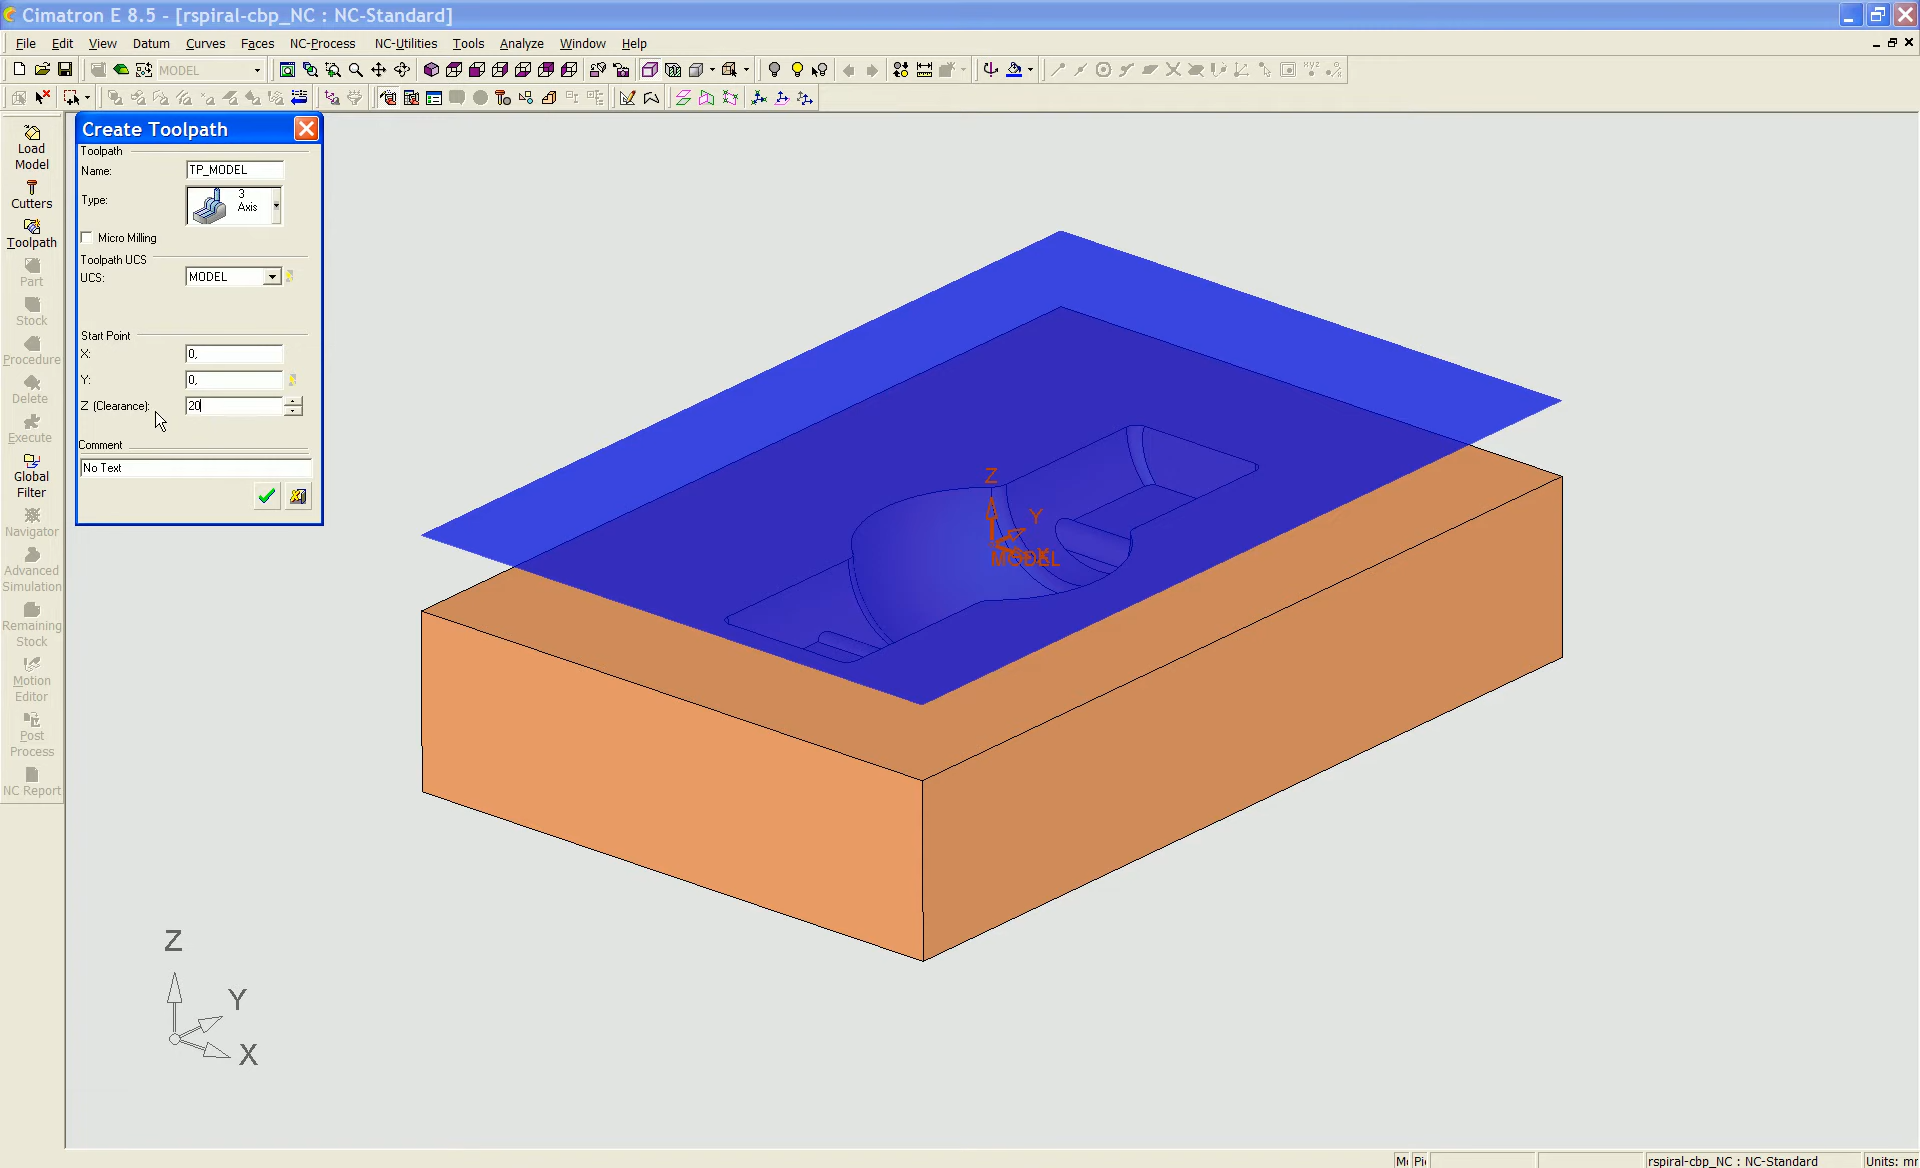 Cimatron E 8.5 - [rspiral-cbp_NC : NC-Standard]
File Edit View Datum Curves Faces NC-Process NC-Utilities Tools Analyze Window Help
MODEL
Load
Model
Cutters
Toolpath
Part
Stock
Procedure
Delete
Execute
Global
Filter
Navigator
Advanced
Simulation
Remaining
Stock
Motion
Editor
Post
Process
NC Report
Create Toolpath
Toolpath
Name: TP_MODEL
Type: 3
Axis
Micro Milling
Toolpath UCS
UCS: MODEL
Start Point
X: 0,
Y: 0,
Z (Clearance): 20
Comment
No Text
Z
Y
MODEL
Z
Y
X
rspiral-cbp_NC : NC-Standard
Units: mr